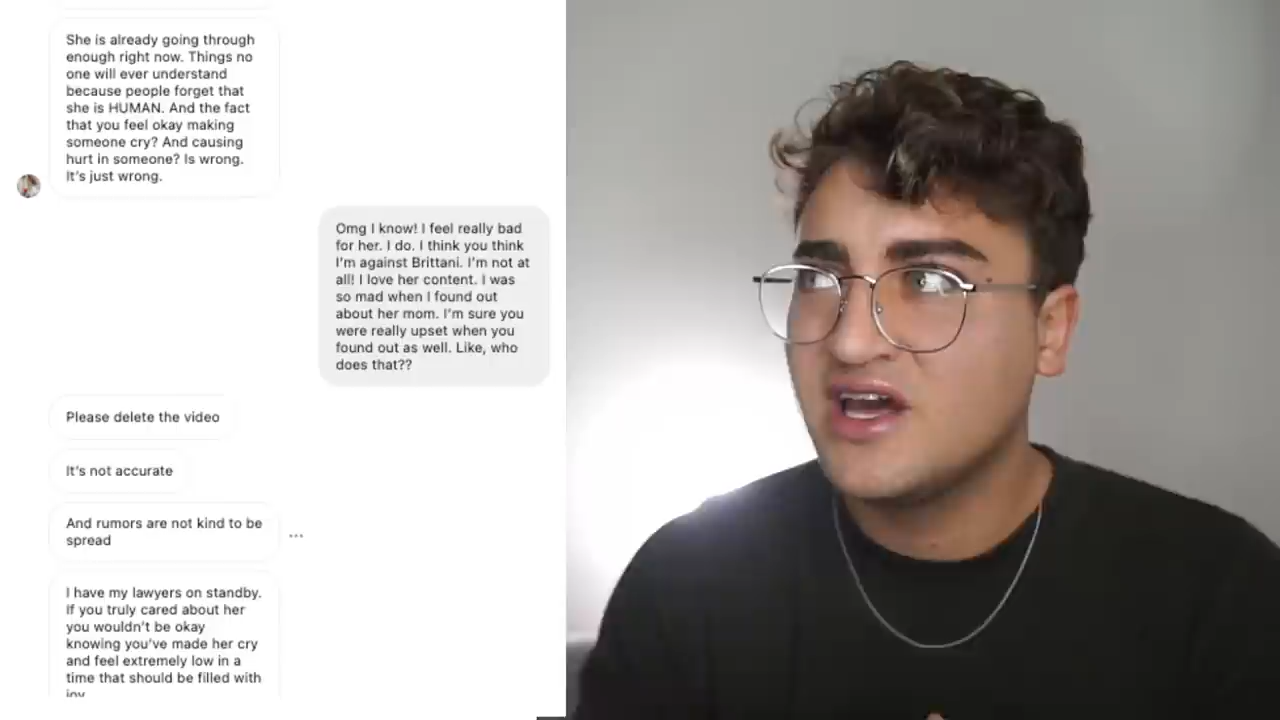 She is already going through
enough right now. Things no
one will ever understand
because people forget that
she is HUMAN. And the fact
that you feel okay making
someone cry? And causing
hurt in someone? Is wrong.
It's just wrong.
Omg I know! I feel really bad
for her. I do. I think you think
I'm against Brittani. I'm not at
all! I love her content. I was
so mad when I found out
about her mom. I'm sure you
were really upset when you
found out as well. Like, who
does that??
Please delete the video
It's not accurate
And rumors are not kind to be
spread
I have my lawyers on standby.
If you truly cared about her
you wouldn't be okay
knowing you've made her cry
and feel extremely low in a
time that should be filled with
joy